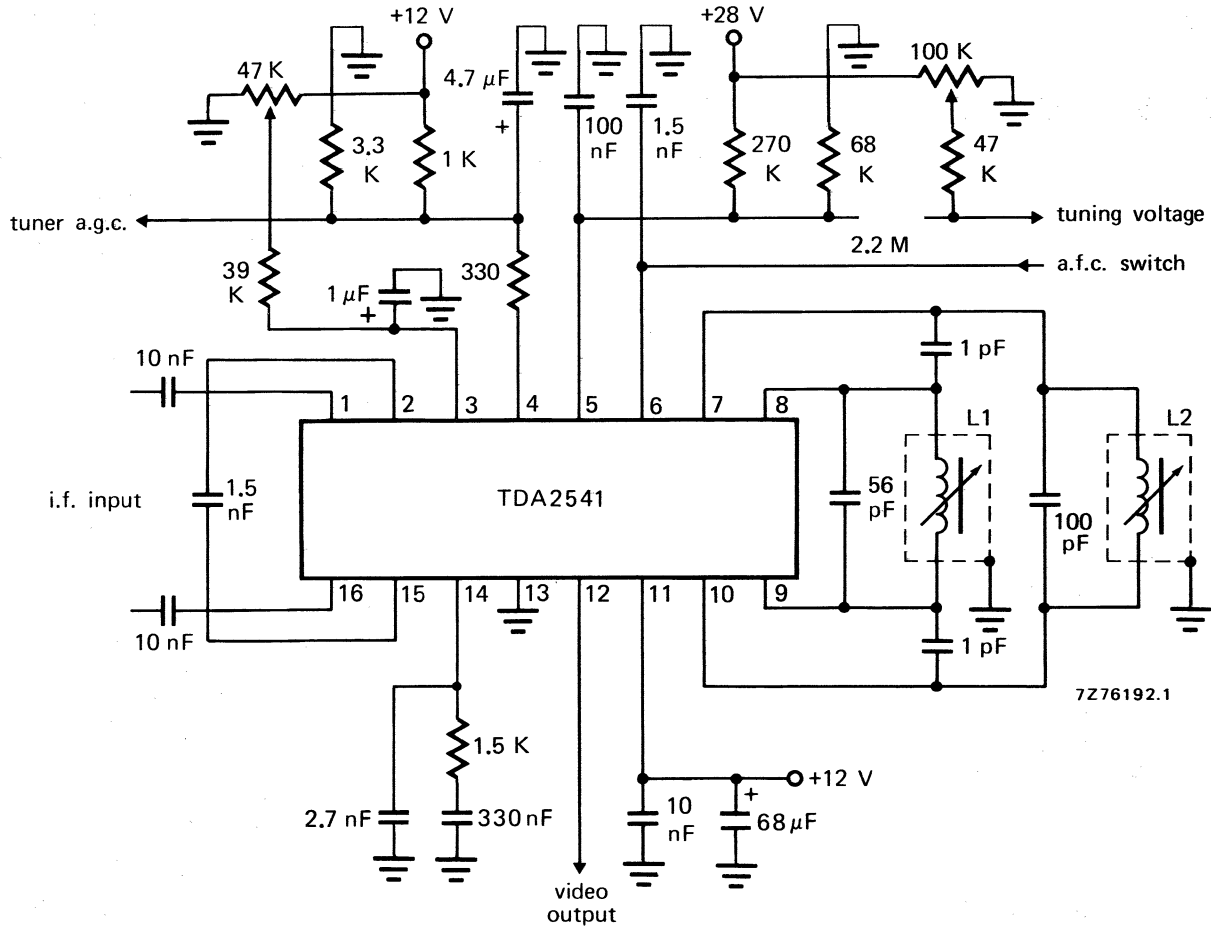 +12 V
+28 V
47 K
4.7 µF
+
100 K
3.3
K
1 K
100
nF
1.5
nF
270
K
68
K
47
K
tuner a.g.c.
tuning voltage
2.2 M
a.f.c. switch
39
K
1 µF
+
330
10 nF
1 pF
1
2
3
4
5
6
7
8
L1
L2
i.f. input
1.5
nF
TDA2541
56
pF
100
pF
16
15
14
13
12
11
10
9
10 nF
1 pF
7Z76192.1
1.5 K
+12 V
+
2.7 nF
330 nF
10
nF
68 µF
video
output